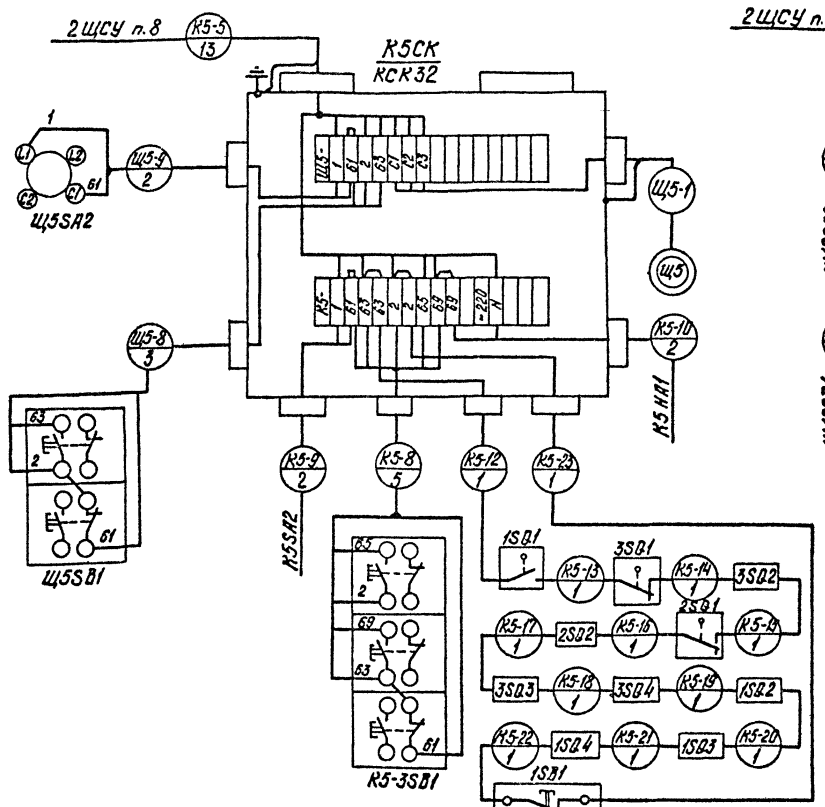 2ЩСУ п.8
К5-5
13
К5СК
КСК32
2ЩСУ п.
1
L1
L2
C2
C1
61
Щ5SA2
Щ5-9
2
Щ5-
1
61
2
63
C1
C2
C3
Щ5-1
Щ5
К5-
1
61
63
63
2
2
65
69
69
~220
N
Щ5-8
3
К5-10
2
К5НА1
63
2
61
Щ5SB1
К5-9
2
К5SA2
К5-8
5
К5-12
1
К5-23
1
65
2
69
63
61
К5-3SB1
1SQ1
К5-13
1
3SQ1
К5-14
1
3SQ2
К5-17
1
2SQ2
К5-16
1
2SQ1
К5-15
1
3SQ3
К5-18
1
3SQ4
К5-19
1
1SQ2
К5-22
1
1SQ4
К5-21
1
1SQ3
К5-20
1
1SB1